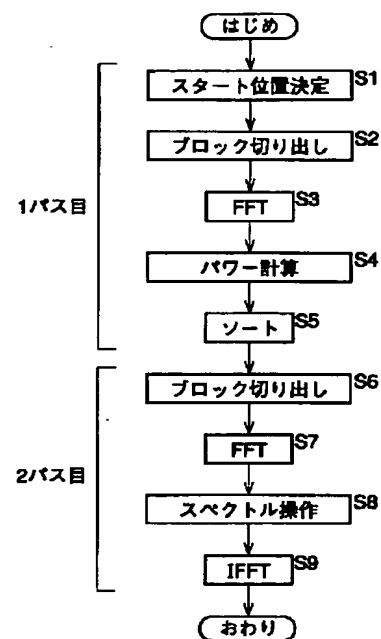 はじめ
スタート位置決定 S1
ブロック切り出し S2
1パス目
FFT S3
パワー計算 S4
ソート S5
ブロック切り出し S6
FFT S7
2パス目
スペクトル操作 S8
IFFT S9
おわり